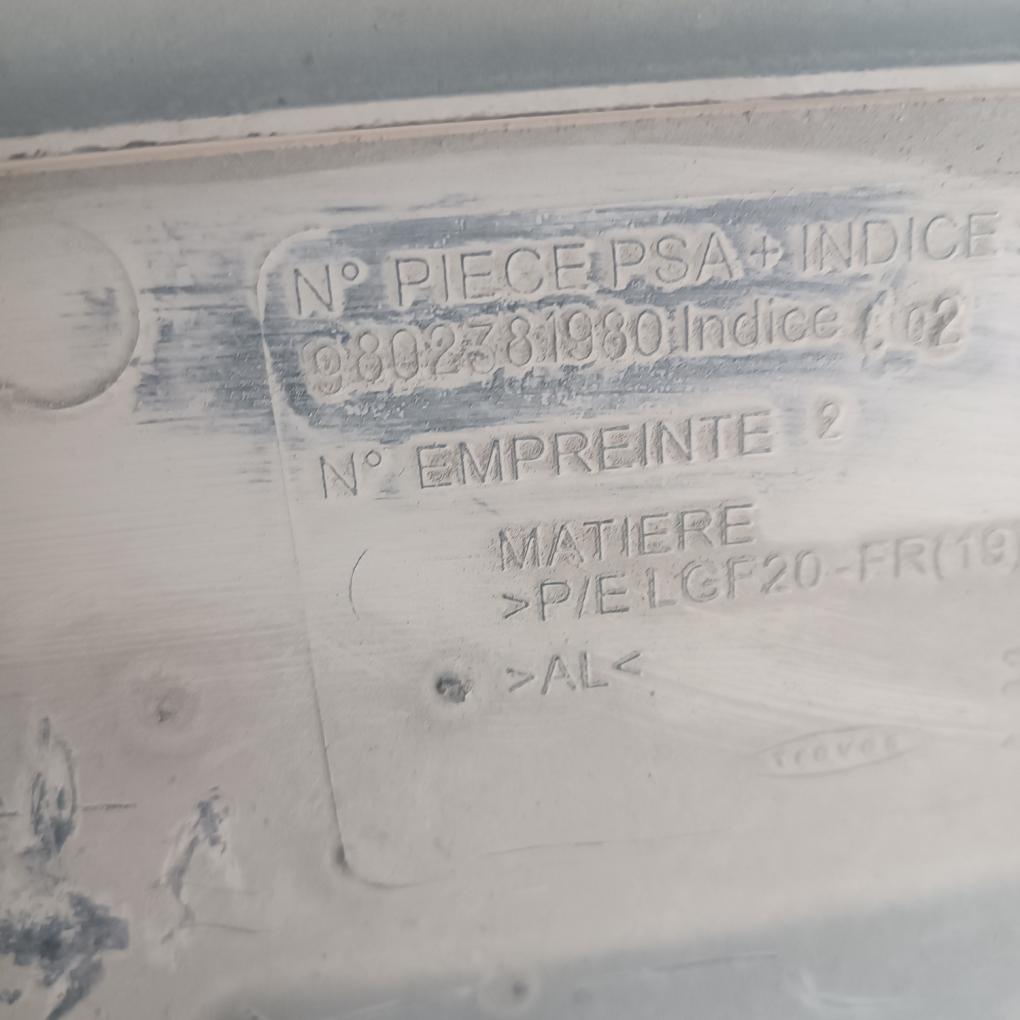 N° PIECE PSA + INDICE
9802381980 Indice 02
N° EMPREINTE 2
MATIERE
>P/E LGF20-FR(19)
>AL<